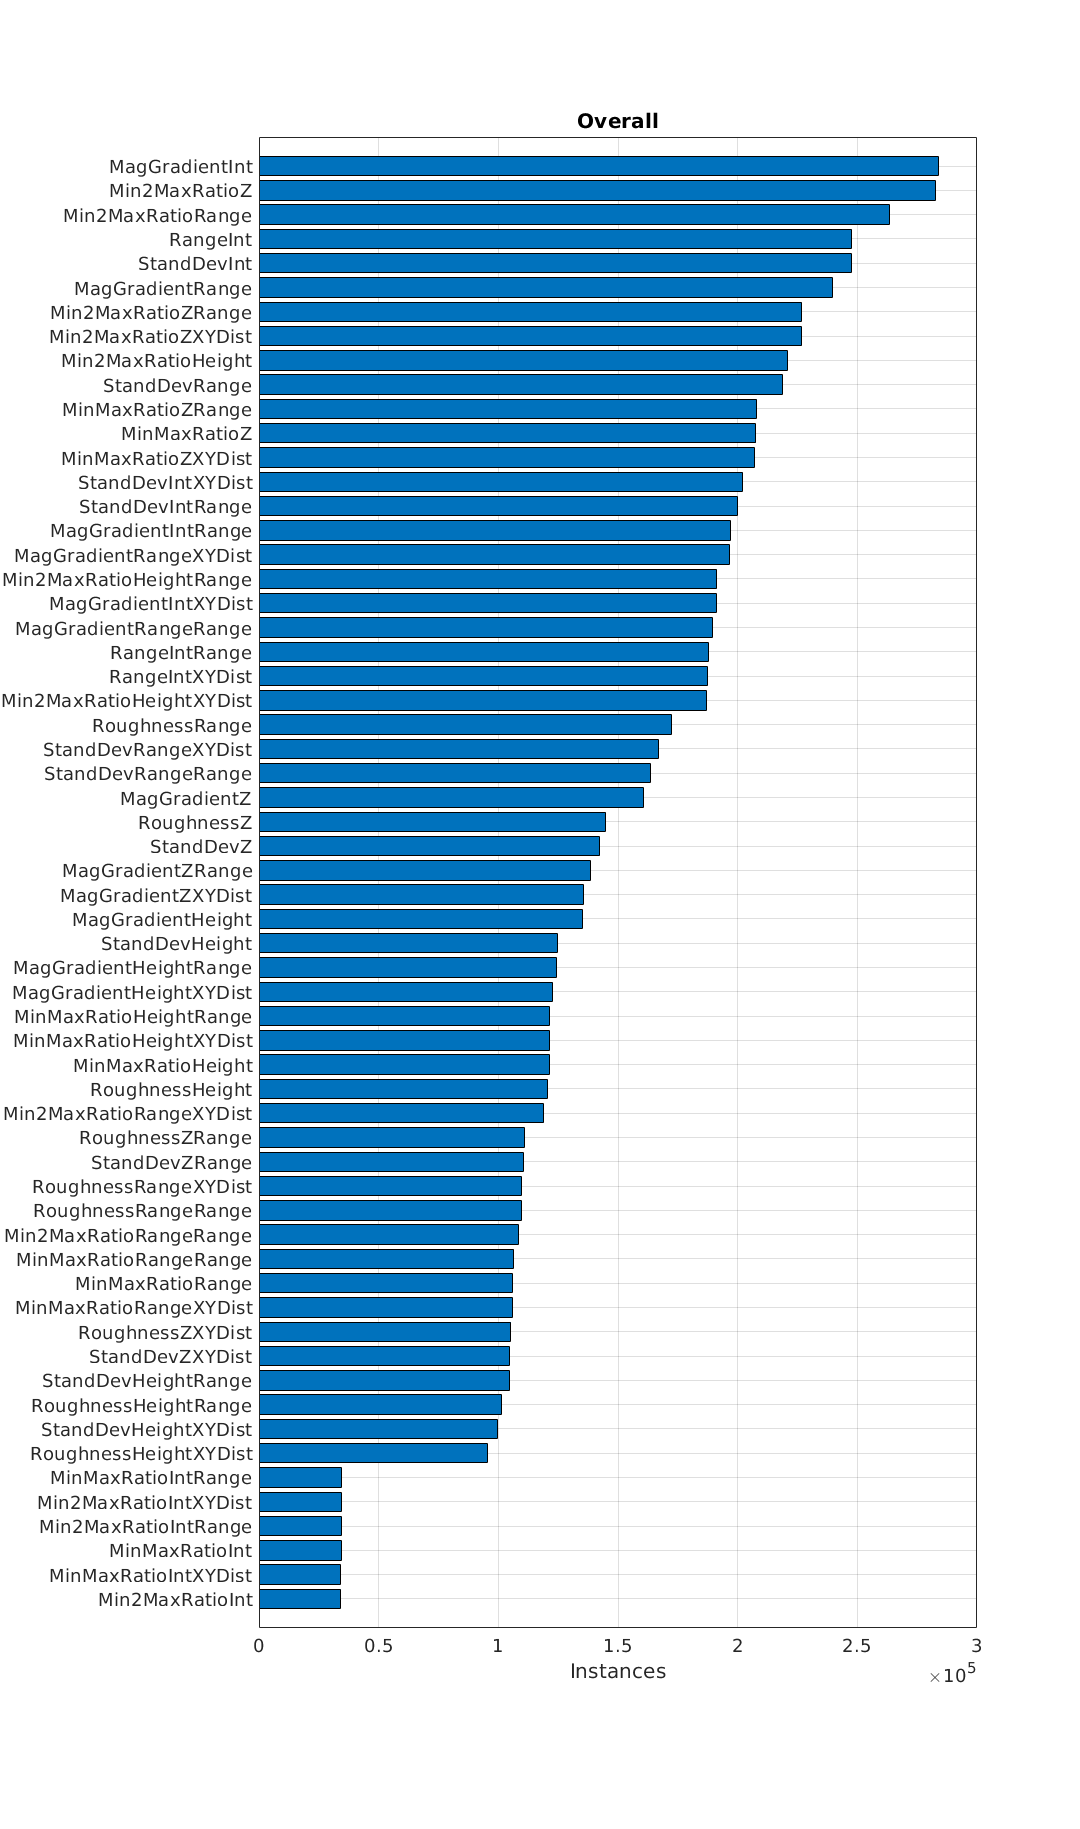 Overall
MagGradientInt
Min2MaxRatioZ
Min2MaxRatioRange
RangeInt
StandDevInt
MagGradientRange
Min2MaxRatioZRange
Min2MaxRatioZXYDist
Min2MaxRatioHeight
StandDevRange
MinMaxRatioZRange
MinMaxRatioZ
MinMaxRatioZXYDist
StandDevIntXYDist
StandDevIntRange
MagGradientIntRange
MagGradientRangeXYDist
Min2MaxRatioHeightRange
MagGradientIntXYDist
MagGradientRangeRange
RangeIntRange
RangeIntXYDist
Min2MaxRatioHeightXYDist
RoughnessRange
StandDevRangeXYDist
StandDevRangeRange
MagGradientZ
RoughnessZ
StandDevZ
MagGradientZRange
MagGradientZXYDist
MagGradientHeight
StandDevHeight
MagGradientHeightRange
MagGradientHeightXYDist
MinMaxRatioHeightRange
MinMaxRatioHeightXYDist
MinMaxRatioHeight
RoughnessHeight
Min2MaxRatioRangeXYDist
RoughnessZRange
StandDevZRange
RoughnessRangeXYDist
RoughnessRangeRange
Min2MaxRatioRangeRange
MinMaxRatioRangeRange
MinMaxRatioRange
MinMaxRatioRangeXYDist
RoughnessZXYDist
StandDevZXYDist
StandDevHeightRange
RoughnessHeightRange
StandDevHeightXYDist
RoughnessHeightXYDist
MinMaxRatioIntRange
Min2MaxRatioIntXYDist
Min2MaxRatioIntRange
MinMaxRatioInt
MinMaxRatioIntXYDist
Min2MaxRatioInt
0 0.5 1 1.5 2 2.5 3
Instances
×10⁵